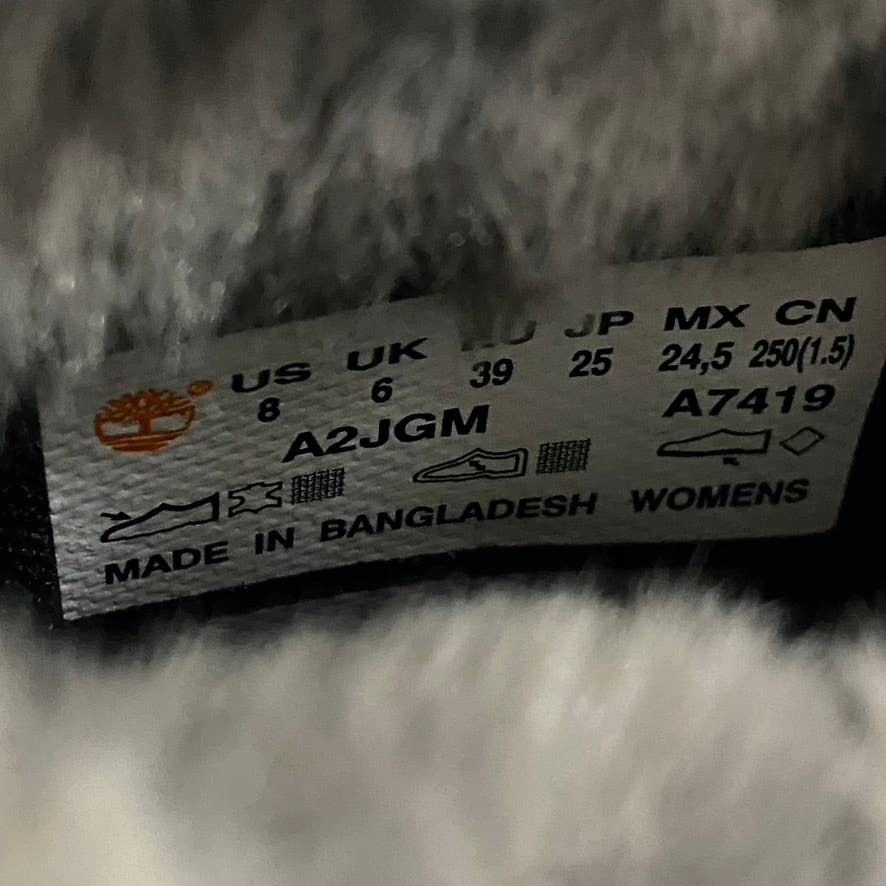 US UK JP MX CN
8 6 39 25 24,5 250(1.5)
A2JGM A7419
MADE IN BANGLADESH WOMENS